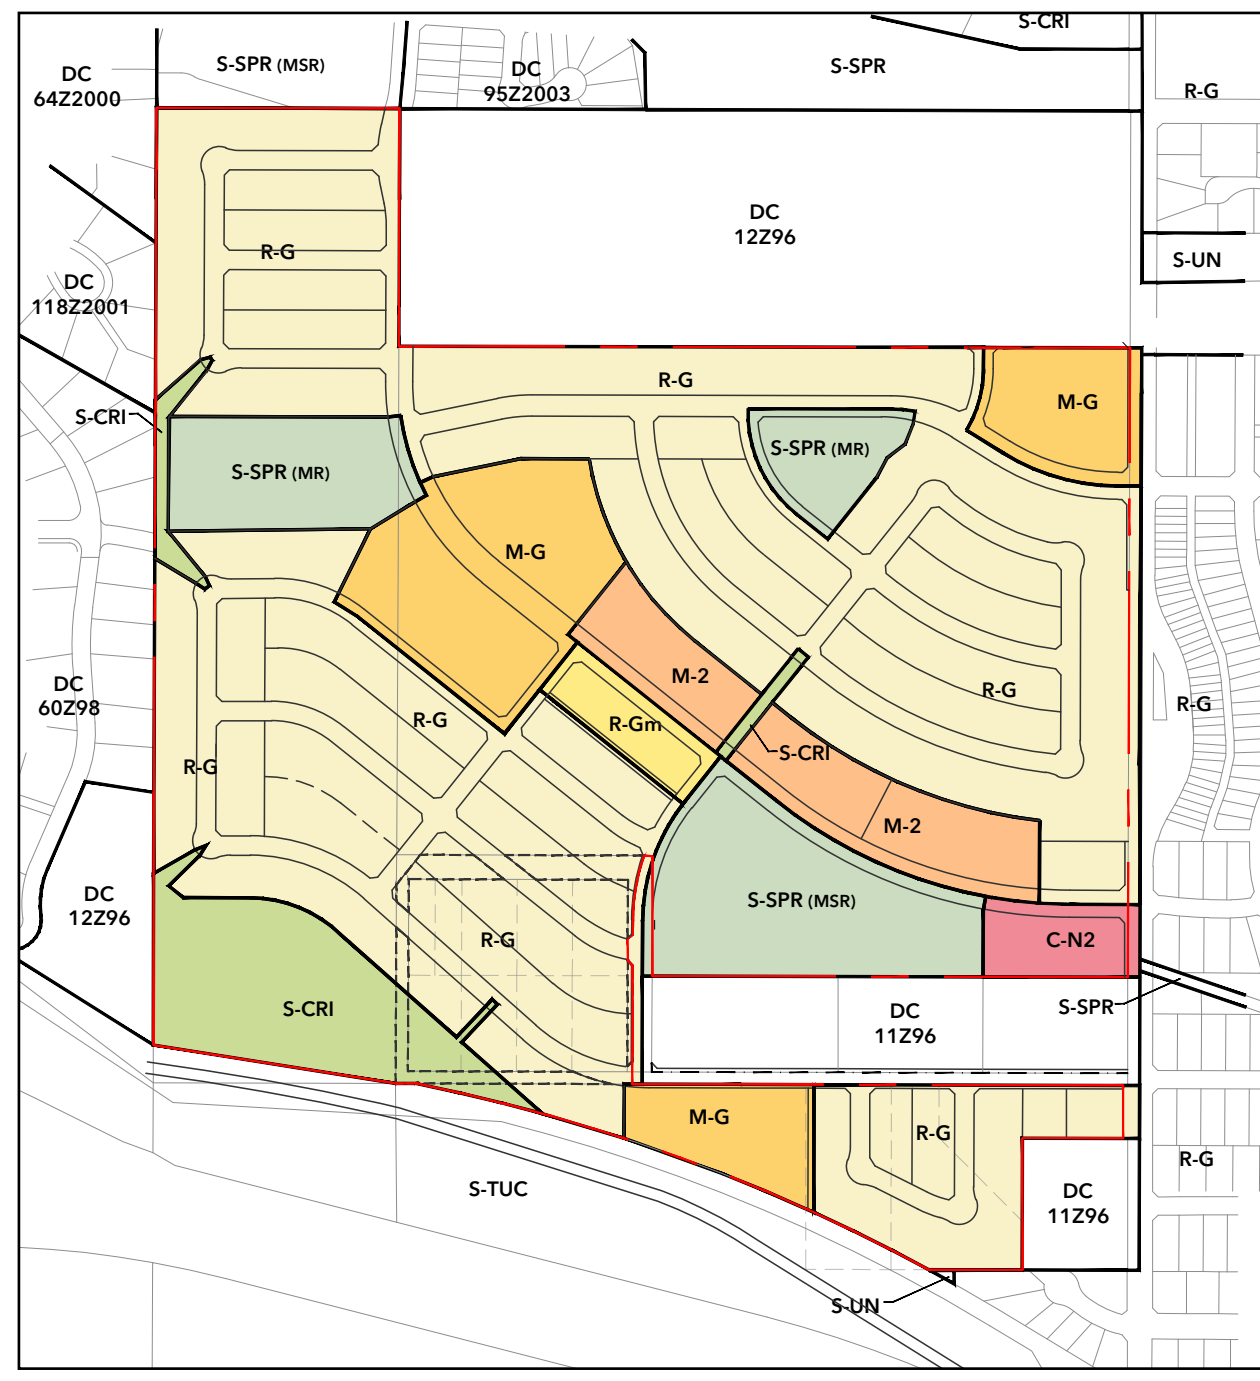 S-CRI
S-SPR (MSR)
DC
64Z2000
DC
95Z2003
S-SPR
R-G
DC
12Z96
R-G
S-UN
DC
118Z2001
R-G
M-G
S-CRI
S-SPR (MR)
S-SPR (MR)
M-G
M-2
R-G
DC
60Z98
R-G
R-Gm
R-G
S-CRI
R-G
M-2
DC
12Z96
S-SPR (MSR)
R-G
C-N2
S-CRI
S-SPR
DC
11Z96
M-G
R-G
R-G
S-TUC
DC
11Z96
S-UN